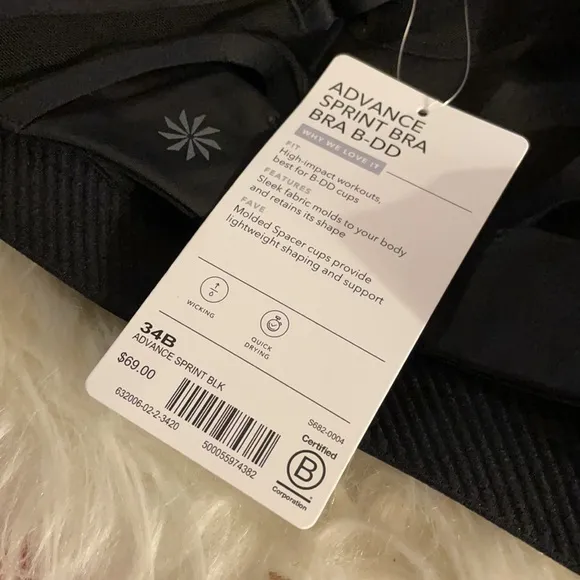 ADVANCE
SPRINT BRA
BRA B-DD
WHY WE LOVE IT
FIT
High-impact workouts,
best for B-DD cups
FEATURES
Sleek fabric molds to your body
and retains its shape
FAVE
Molded Spacer cups provide
lightweight shaping and support
WICKING
QUICK
DRYING
34B
ADVANCE SPRINT BLK
$69.00
632006-02-2-3420
500055974382
S682-0004
Certified
B
Corporation